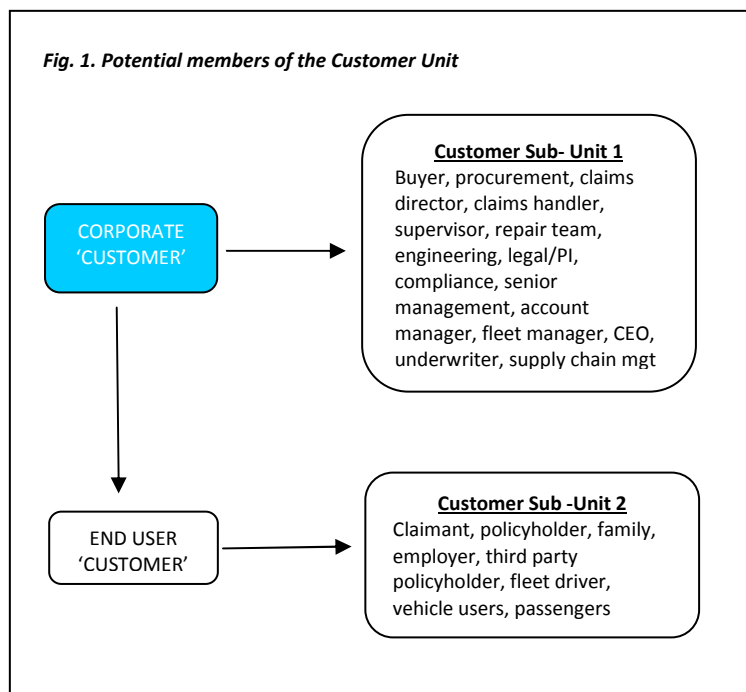 Fig. 1. Potential members of the Customer Unit
CORPORATE
‘CUSTOMER’
Customer Sub- Unit 1
Buyer, procurement, claims
director, claims handler,
supervisor, repair team,
engineering, legal/PI,
compliance, senior
management, account
manager, fleet manager, CEO,
underwriter, supply chain mgt
END USER
‘CUSTOMER’
Customer Sub -Unit 2
Claimant, policyholder, family,
employer, third party
policyholder, fleet driver,
vehicle users, passengers